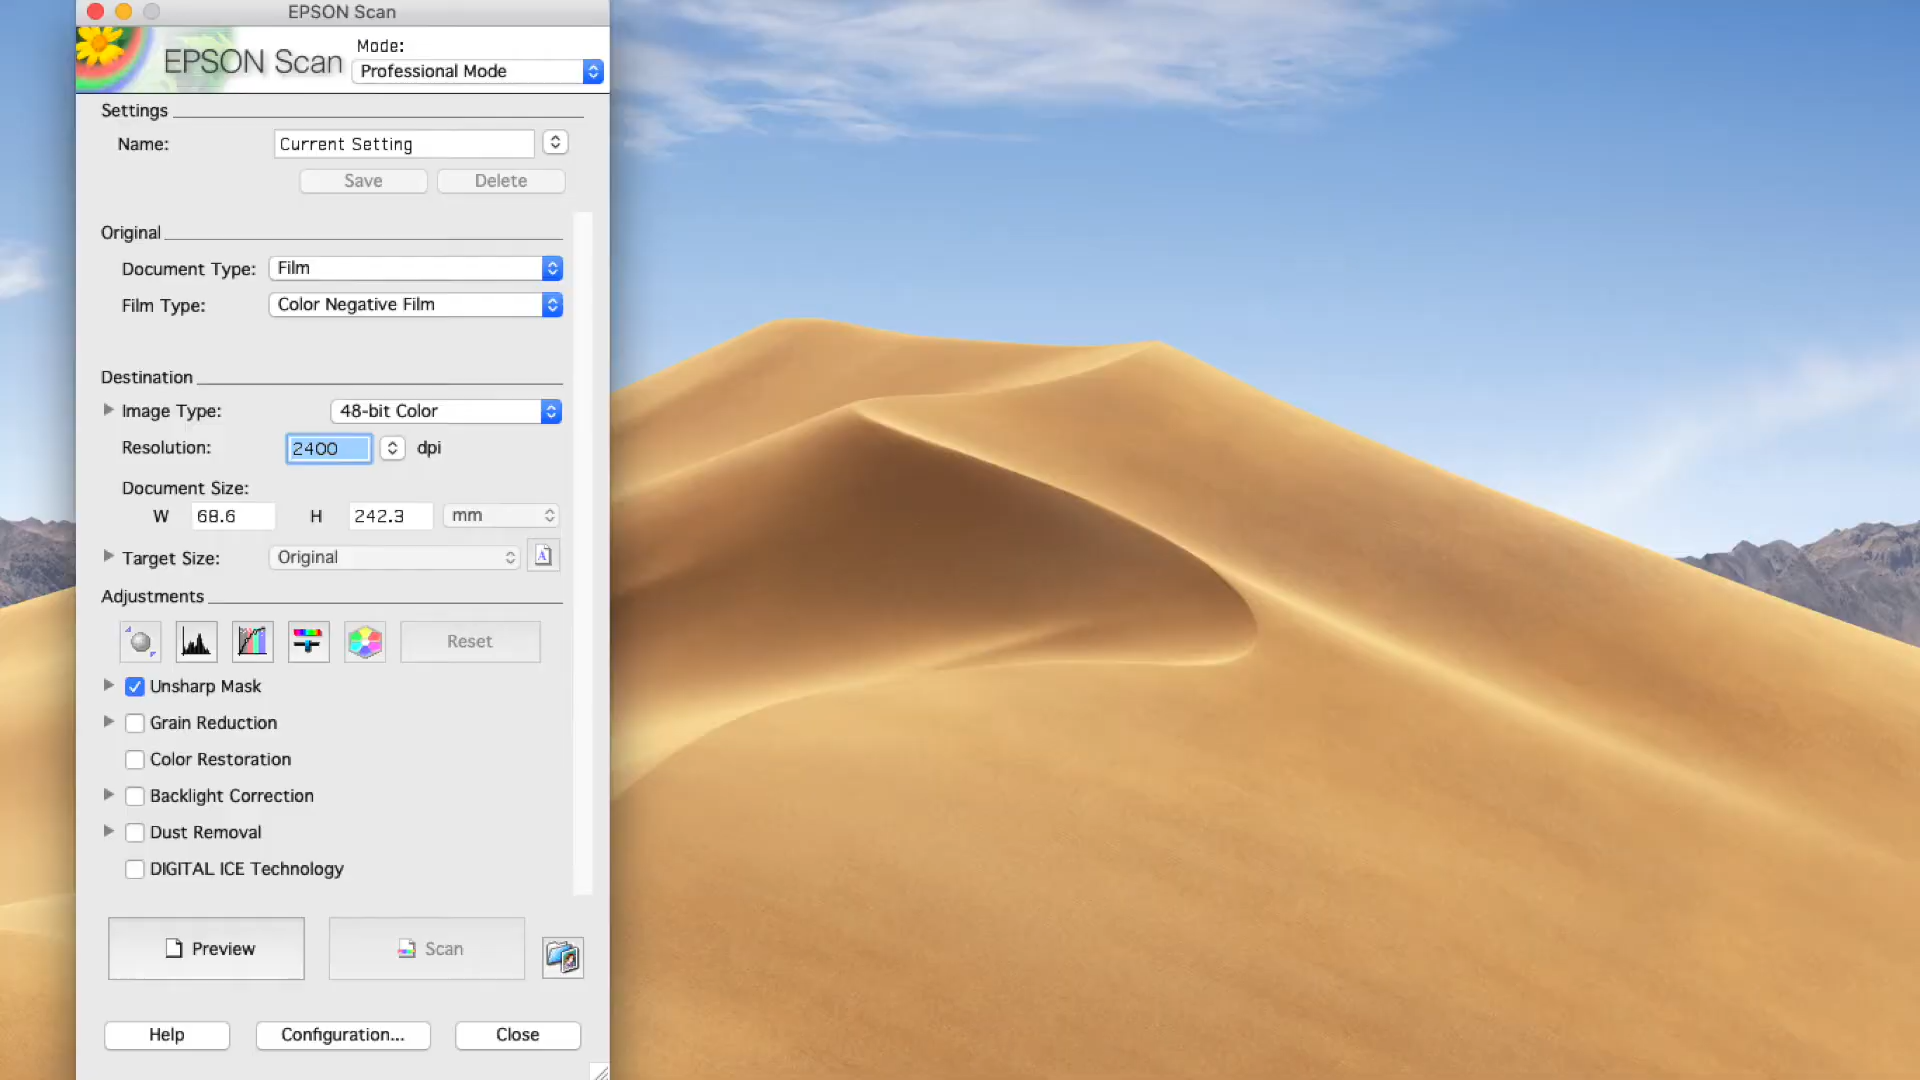 EPSON Scan
EPSON Scan
Mode:
Professional Mode
Settings
Name:
Current Setting
Save
Delete
Original
Document Type:
Film
Film Type:
Color Negative Film
Destination
Image Type:
48-bit Color
Resolution:
2400
dpi
Document Size:
W 68.6 H 242.3 mm
Target Size:
Original
A
Adjustments
Reset
Unsharp Mask
Grain Reduction
Color Restoration
Backlight Correction
Dust Removal
DIGITAL ICE Technology
Preview
Scan
Help
Configuration...
Close